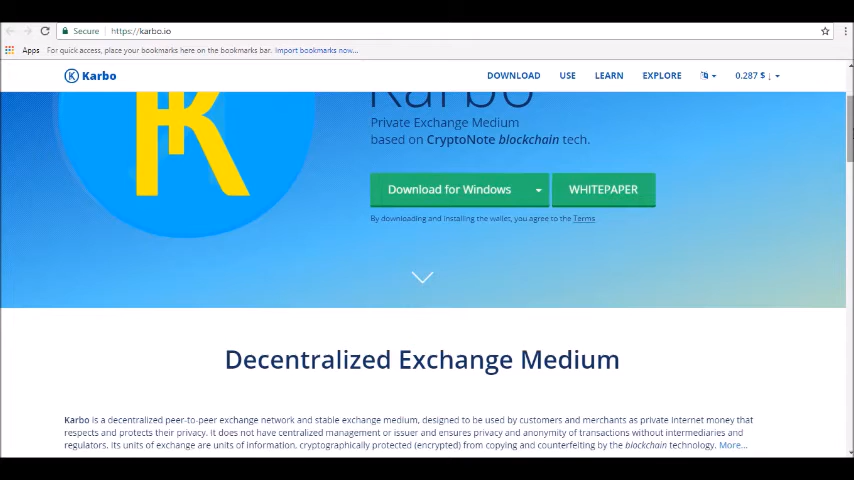 Secure
https://karbo.io
Apps
For quick access, place your bookmarks here on the bookmarks bar. Import bookmarks now...
Karbo
DOWNLOAD USE LEARN EXPLORE 0.287 $ ↓
Karbo
Private Exchange Medium
based on CryptoNote blockchain tech.
Download for Windows
WHITEPAPER
By downloading and installing the wallet, you agree to the Terms
Decentralized Exchange Medium
Karbo is a decentralized peer-to-peer exchange network and stable exchange medium, designed to be used by customers and merchants as private Internet money that
respects and protects their privacy. It does not have centralized management or issuer and ensures privacy and anonymity of transactions without intermediaries and
regulators. Its units of exchange are units of information, cryptographically protected (encrypted) from copying and counterfeiting by the blockchain technology. More...